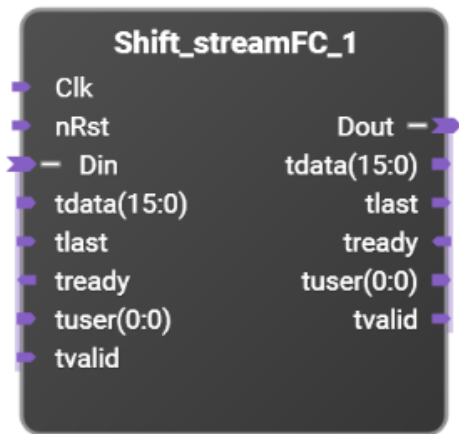 Shift_streamFC_1
Clk
nRst
Din
tdata(15:0)
tlast
tready
tuser(0:0)
tvalid
Dout
tdata(15:0)
tlast
tready
tuser(0:0)
tvalid